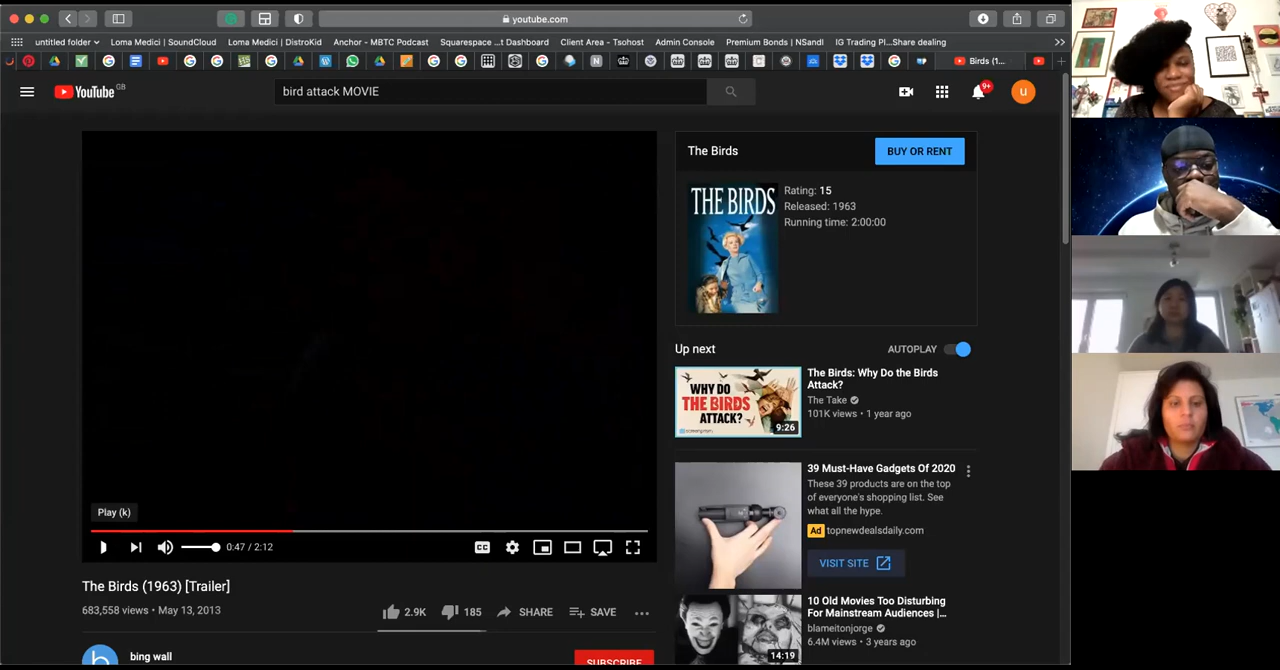 youtube.com
untitled folder
Loma Medici | SoundCloud
Loma Medici | DistroKid
Anchor - MBTC Podcast
Squarespace ...t Dashboard
Client Area - Tsohost
Admin Console
Premium Bonds | NSandI
IG Trading Pl...Share dealing
Birds (1...
YouTube GB
bird attack MOVIE
9+
u
The Birds
BUY OR RENT
THE BIRDS
Rating: 15
Released: 1963
Running time: 2:00:00
Up next
AUTOPLAY
WHY DO
THE BIRDS
ATTACK?
9:26
The Birds: Why Do the Birds
Attack?
The Take
101K views • 1 year ago
39 Must-Have Gadgets Of 2020
These 39 products are on the top
of everyone's shopping list. See
what all the hype.
Ad topnewdealsdaily.com
VISIT SITE
10 Old Movies Too Disturbing
For Mainstream Audiences |...
blameitonjorge
6.4M views • 3 years ago
14:19
Play (k)
0:47 / 2:12
CC
The Birds (1963) [Trailer]
683,558 views • May 13, 2013
2.9K
185
SHARE
SAVE
b
bing wall
SUBSCRIBE